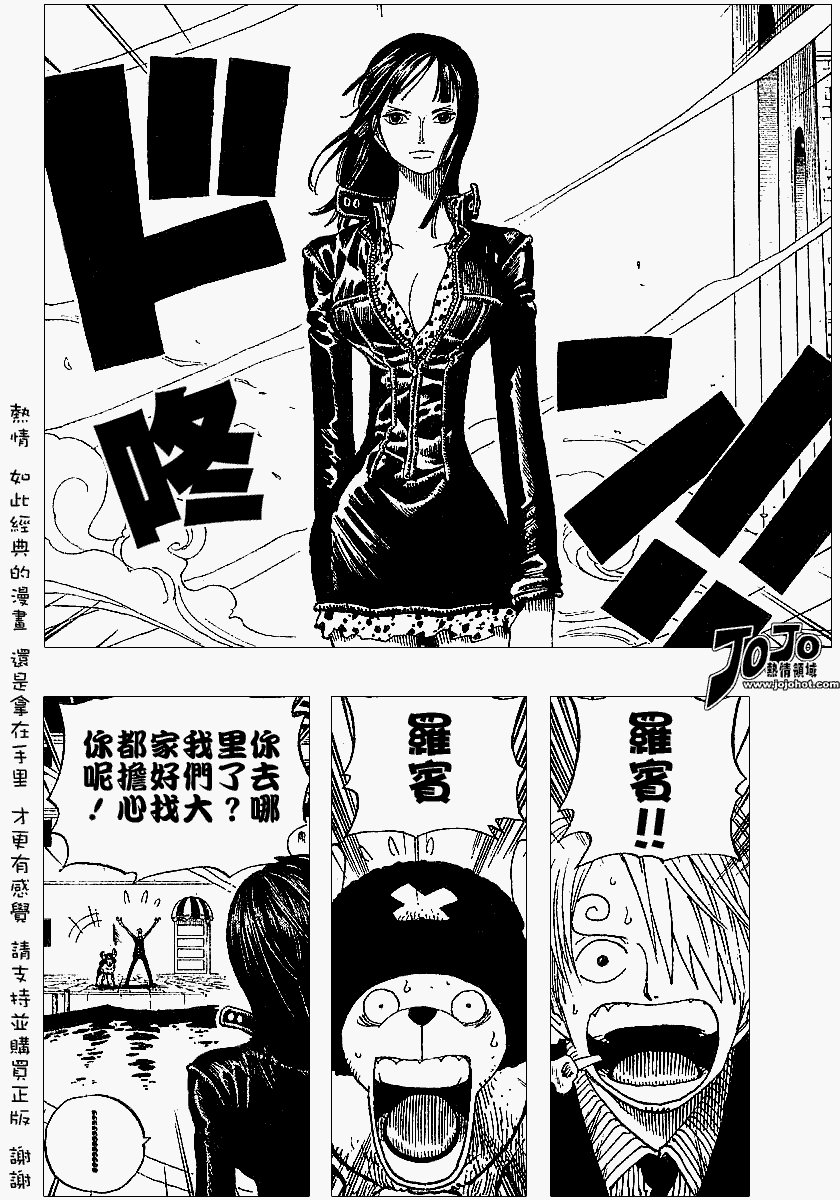 ドーン!!
咚
JOJO
熱情領域
www.jojohot.com
羅賓!!
羅賓
你去哪
里了?
我們大
家好找
都擔心
你呢!
…………
熱情 如此經典的漫畫 還是拿在手里 才更有感覺 請支持並購買正版 謝謝